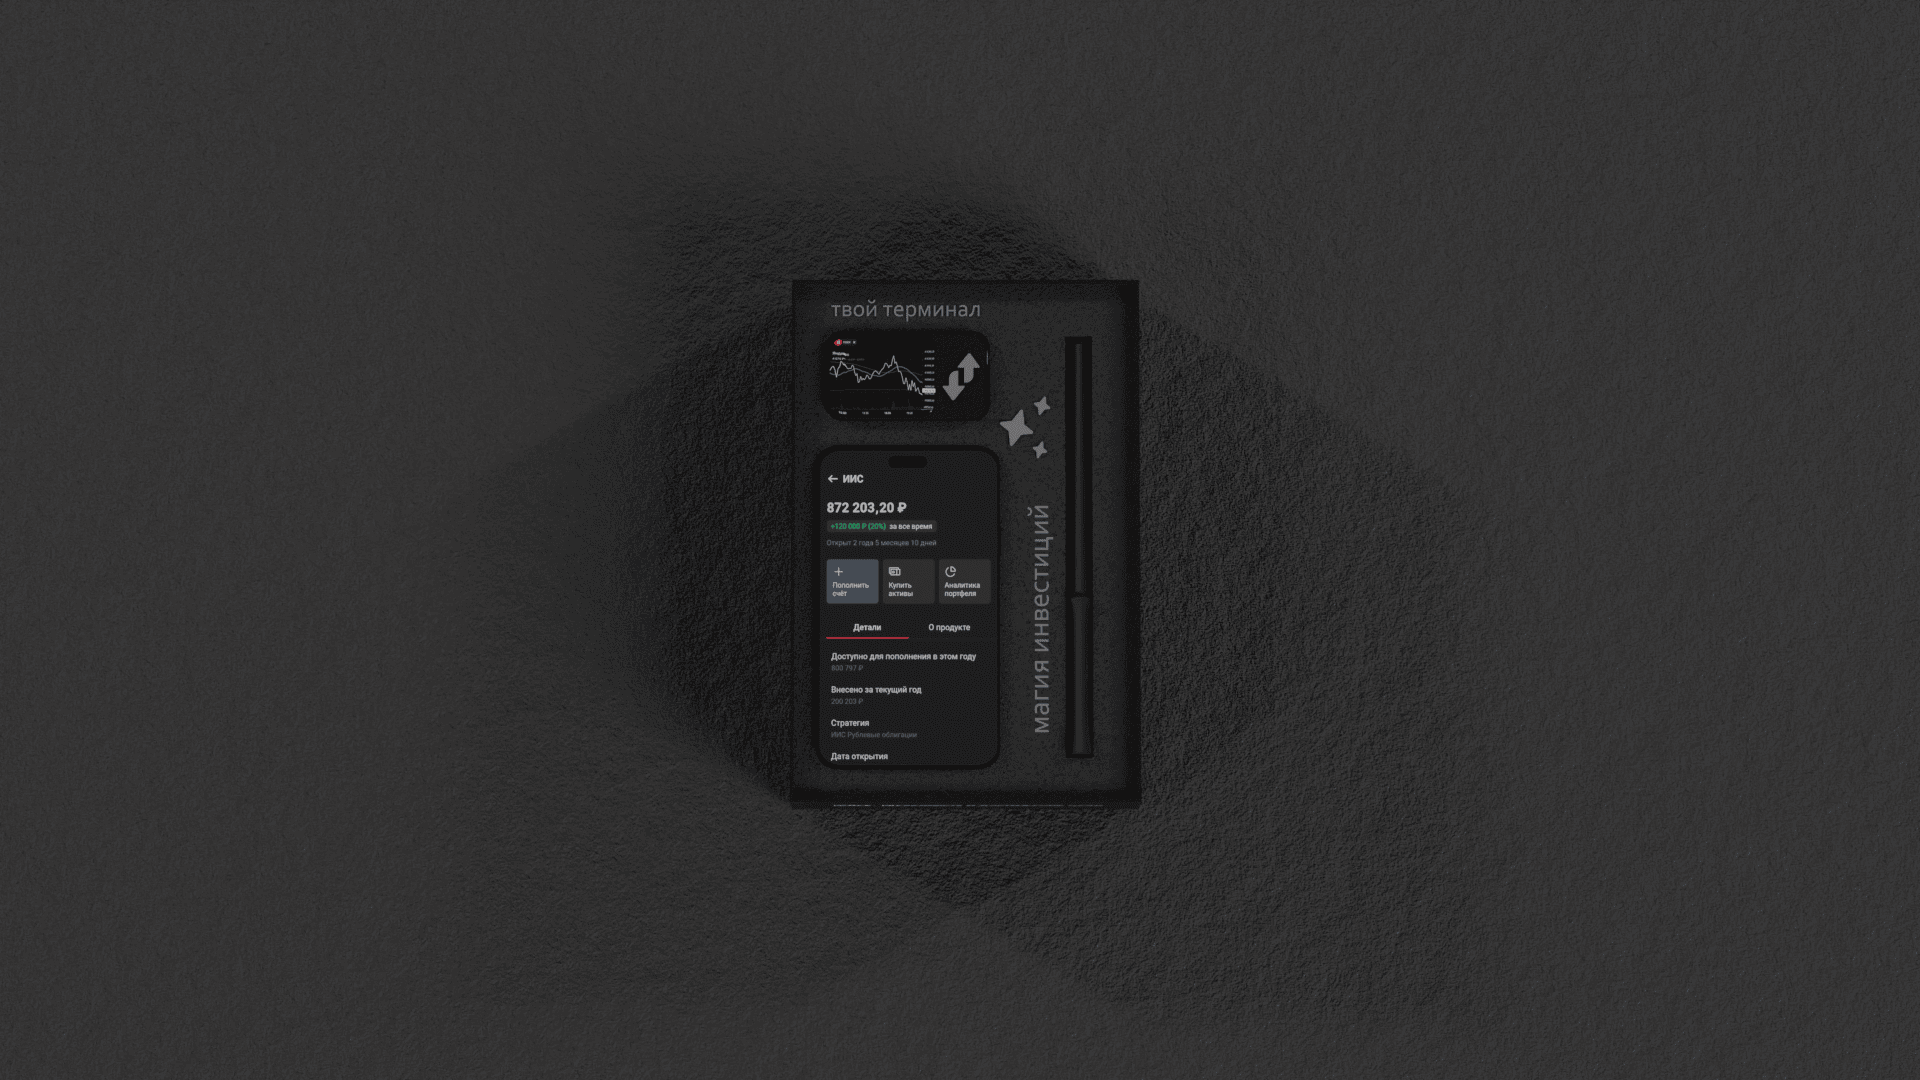 твой терминал
← ИИС
872 203,20 ₽
+120 000 ₽ (20%) за все время
Открыт 2 года 5 месяцев 10 дней
Пополнить счёт
Купить активы
Аналитика портфеля
Детали
О продукте
Доступно для пополнения в этом году
800 797 ₽
Внесено за текущий год
200 203 ₽
Стратегия
ИИС Рублевые облигации
Дата открытия
магия инвестиций